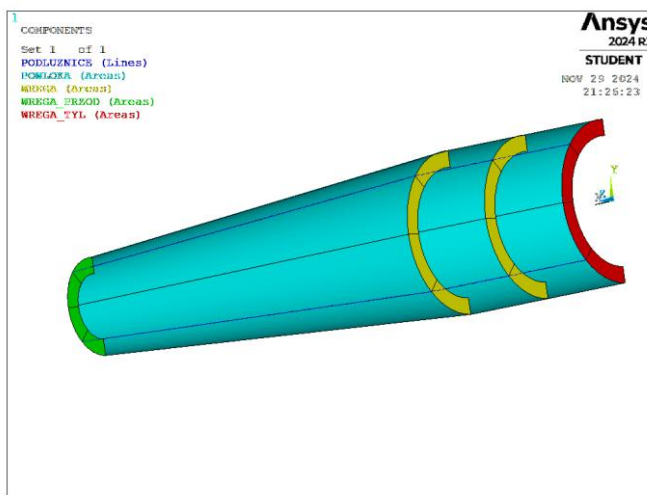 1
COMPONENTS
Set 1 of 1
PODLUZNICE (Lines)
POWLOKA (Areas)
WREGA (Areas)
WREGA_PRZOD (Areas)
WREGA_TYL (Areas)
Ansys
2024 R
STUDENT
NOV 29 2024
21:26:23
Y
X
Z